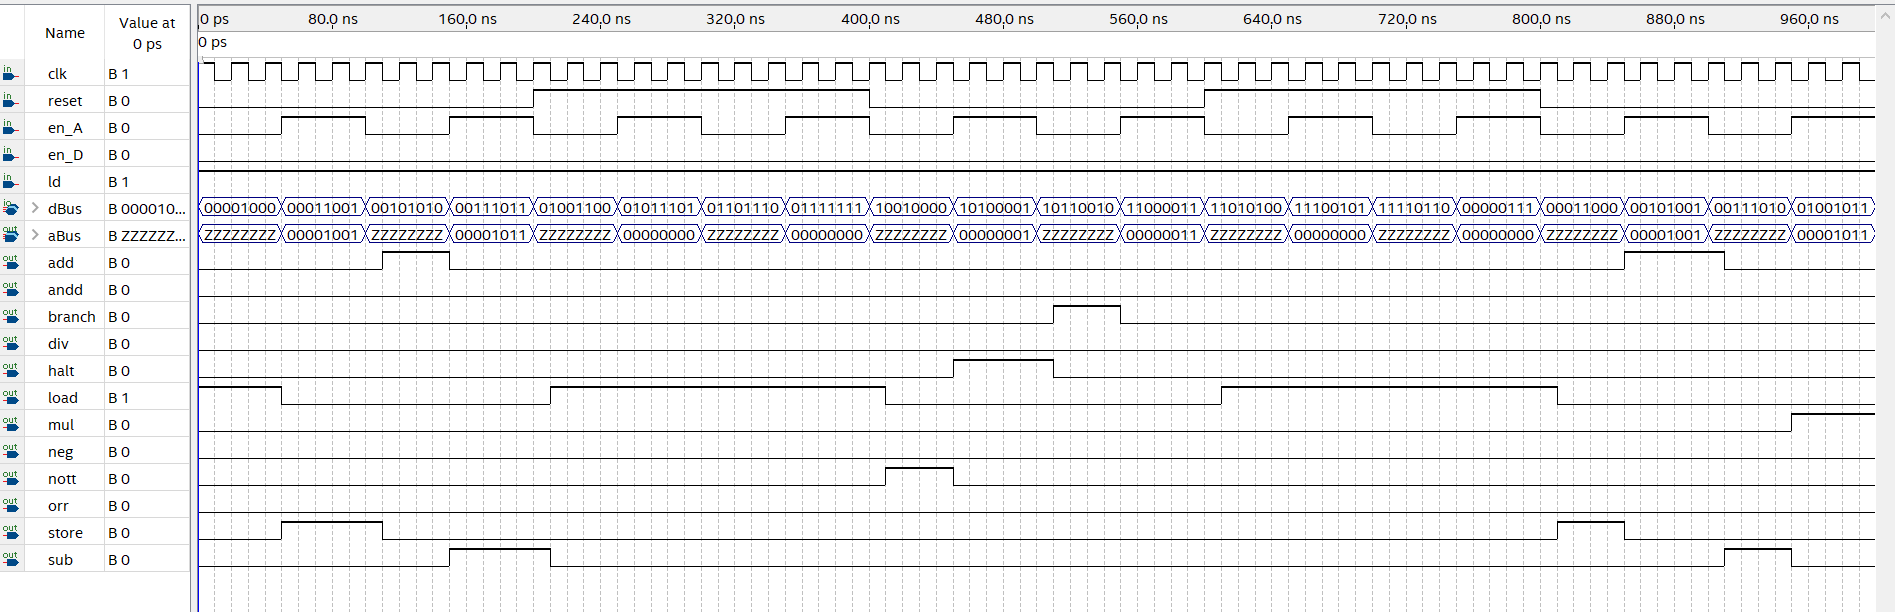 Name Value at 0 ps 0 ps 80.0 ns 160.0 ns 240.0 ns 320.0 ns 400.0 ns 480.0 ns 560.0 ns 640.0 ns 720.0 ns 800.0 ns 880.0 ns 960.0 ns
0 ps
in clk B 1
in reset B 0
in en_A B 0
in en_D B 0
in ld B 1
io dBus B 000010... 00001000 00011001 00101010 00111011 01001100 01011101 01101110 01111111 10010000 10100001 10110010 11000011 11010100 11100101 11110110 00000111 00011000 00101001 00111010 01001011
out aBus B ZZZZZZ... ZZZZZZZZ 00001001 ZZZZZZZZ 00001011 ZZZZZZZZ 00000000 ZZZZZZZZ 00000000 ZZZZZZZZ 00000001 ZZZZZZZZ 00000011 ZZZZZZZZ 00000000 ZZZZZZZZ 00000000 ZZZZZZZZ 00001001 ZZZZZZZZ 00001011
out add B 0
out andd B 0
out branch B 0
out div B 0
out halt B 0
out load B 1
out mul B 0
out neg B 0
out nott B 0
out orr B 0
out store B 0
out sub B 0